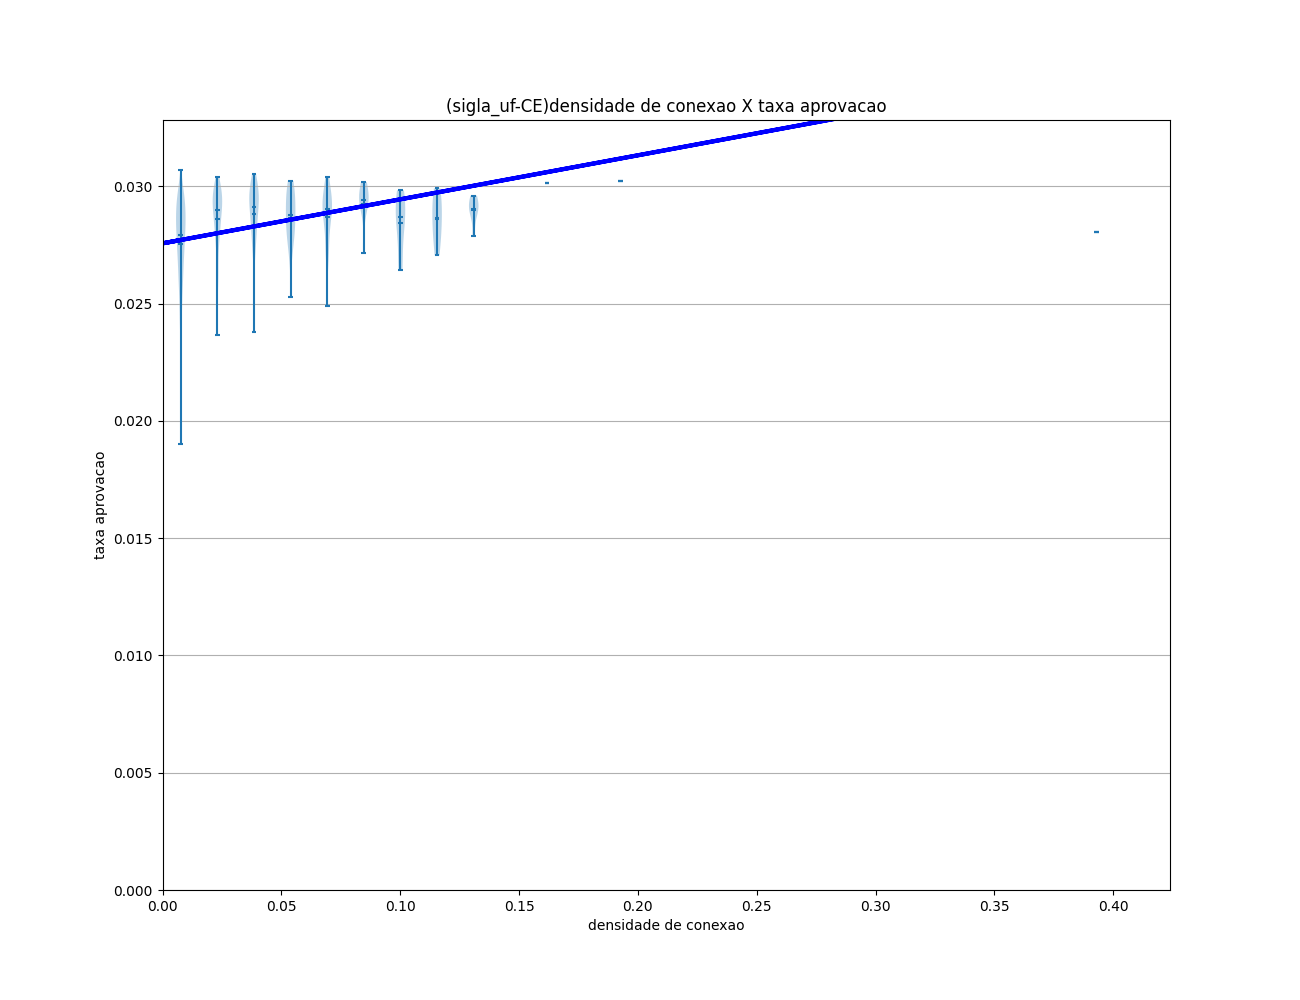 (sigla_uf-CE)densidade de conexao X taxa aprovacao
0.030
0.025
0.020
0.015
0.010
0.005
0.000
taxa aprovacao
0.00 0.05 0.10 0.15 0.20 0.25 0.30 0.35 0.40
densidade de conexao